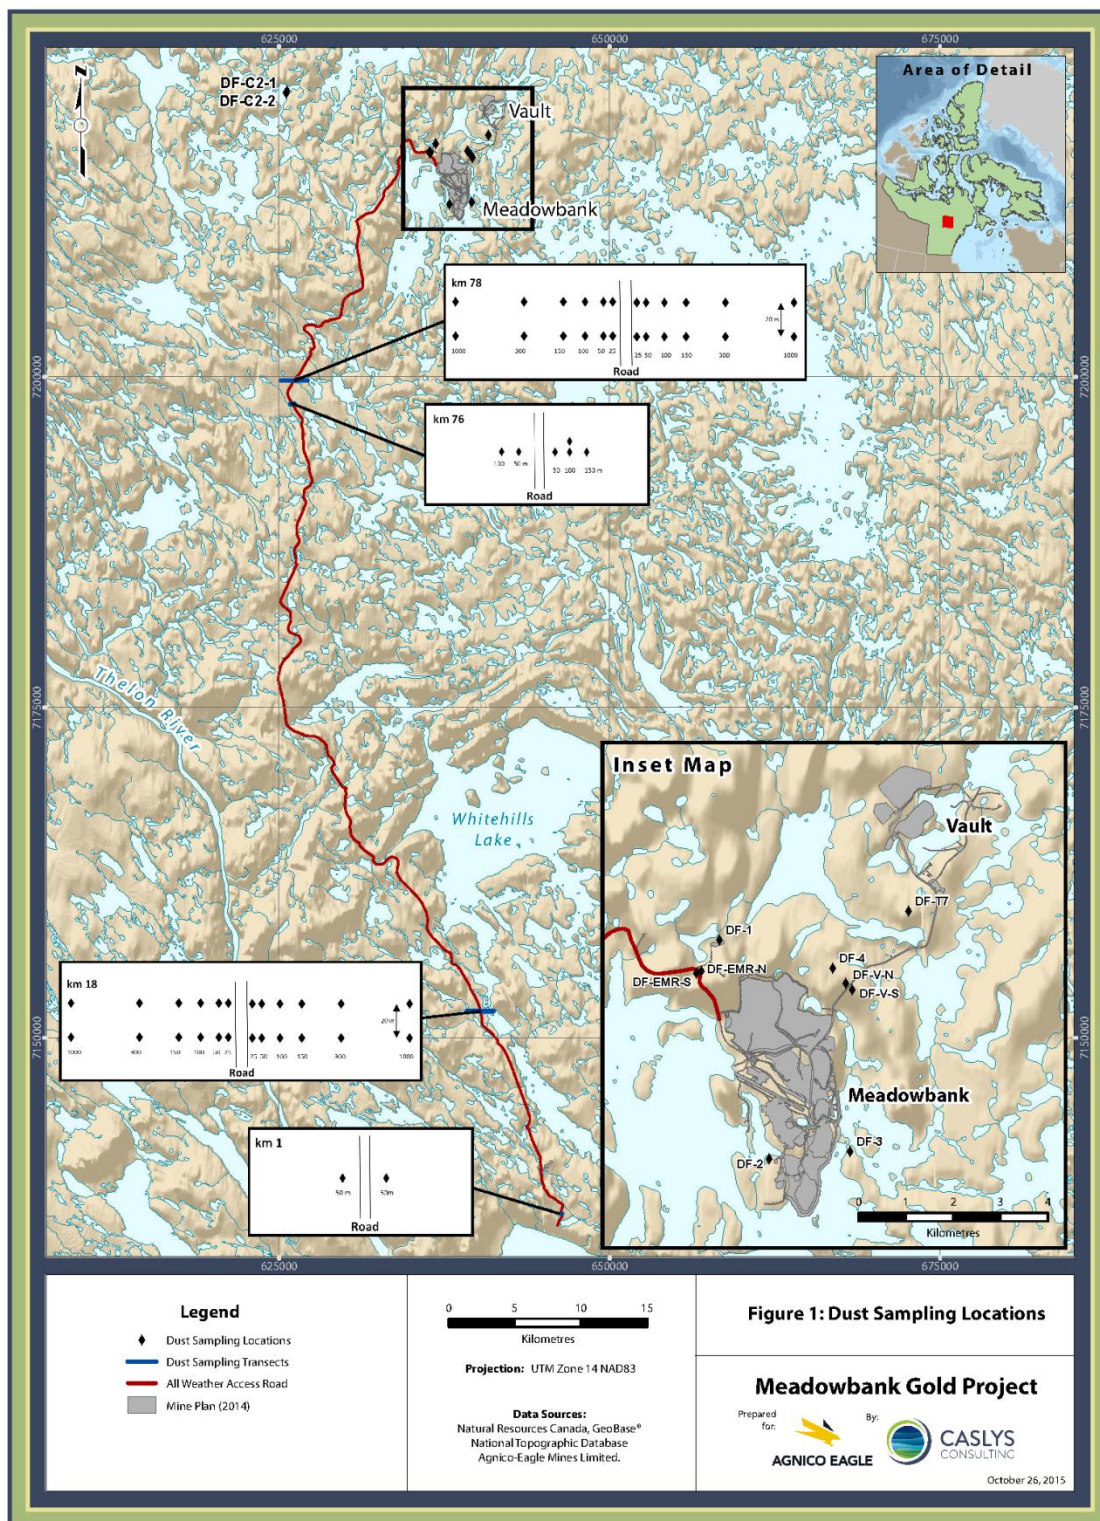 625000
650000
675000
N
DF-C2-1
DF-C2-2
Vault
Meadowbank
Area of Detail
km 78
20 m
1000 300 150 100 50 25 25 50 100 150 300 1000
Road
7200000
7200000
km 76
100 50 m 50 100 150 m
Road
Thelon River
7175000
7175000
Whitehills
Lake
Inset Map
Vault
DF-T7
DF-1
DF-4
DF-EMR-N
DF-V-N
DF-EMR-S
DF-V-S
Meadowbank
DF-3
DF-2
0 1 2 3 4
Kilometres
km 18
20 m
1000 150 100 25 50 100 150 300 1000
Road
7150000
7150000
km 1
50 m 50m
Road
625000
650000
675000
Legend
Dust Sampling Locations
Dust Sampling Transects
All Weather Access Road
Mine Plan (2014)
0 5 10 15
Kilometres
Projection: UTM Zone 14 NAD83
Data Sources:
Natural Resources Canada, GeoBase®
National Topographic Database
Agnico-Eagle Mines Limited.
Figure 1: Dust Sampling Locations
Meadowbank Gold Project
Prepared
for:
AGNICO EAGLE
By:
CASLYS
CONSULTING
October 26, 2015